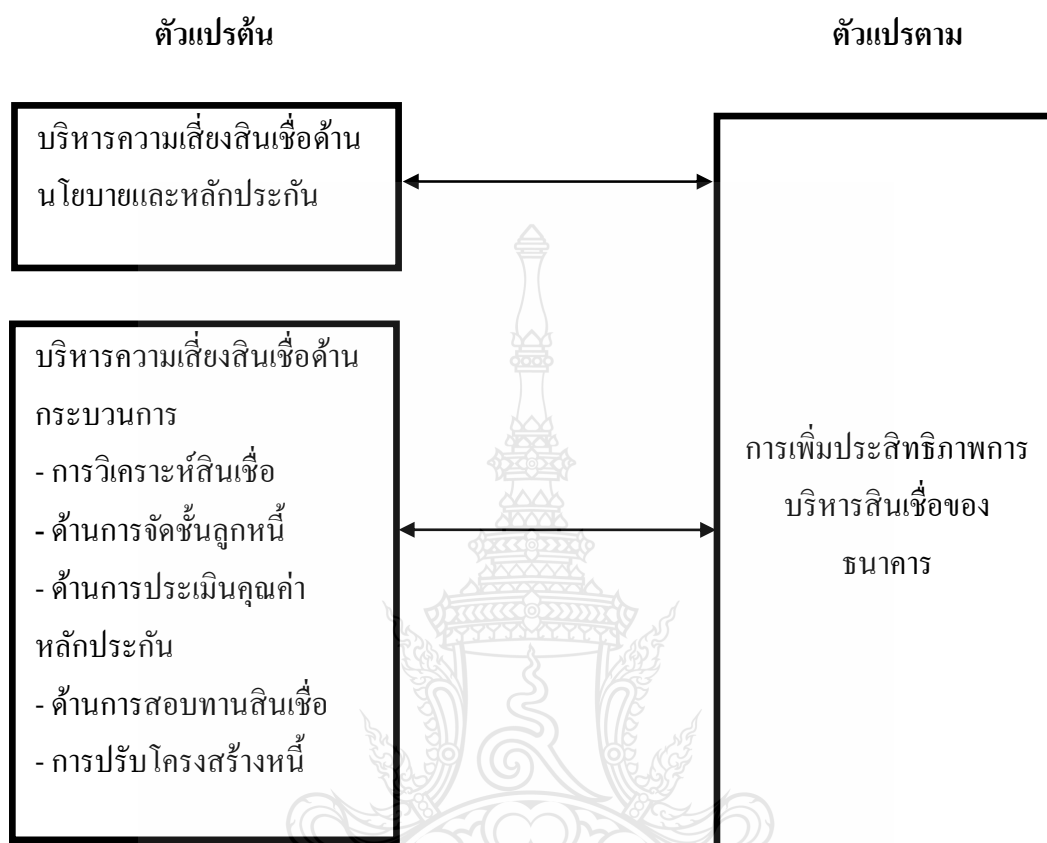 ตัวแปรต้น
ตัวแปรตาม
บริหารความเสี่ยงสินเชื่อด้าน
นโยบายและหลักประกัน
บริหารความเสี่ยงสินเชื่อด้าน
กระบวนการ
- การวิเคราะห์สินเชื่อ
- ด้านการจัดชั้นลูกหนี้
- ด้านการประเมินคุณค่า
หลักประกัน
- ด้านการสอบทานสินเชื่อ
- การปรับโครงสร้างหนี้
การเพิ่มประสิทธิภาพการ
บริหารสินเชื่อของ
ธนาคาร